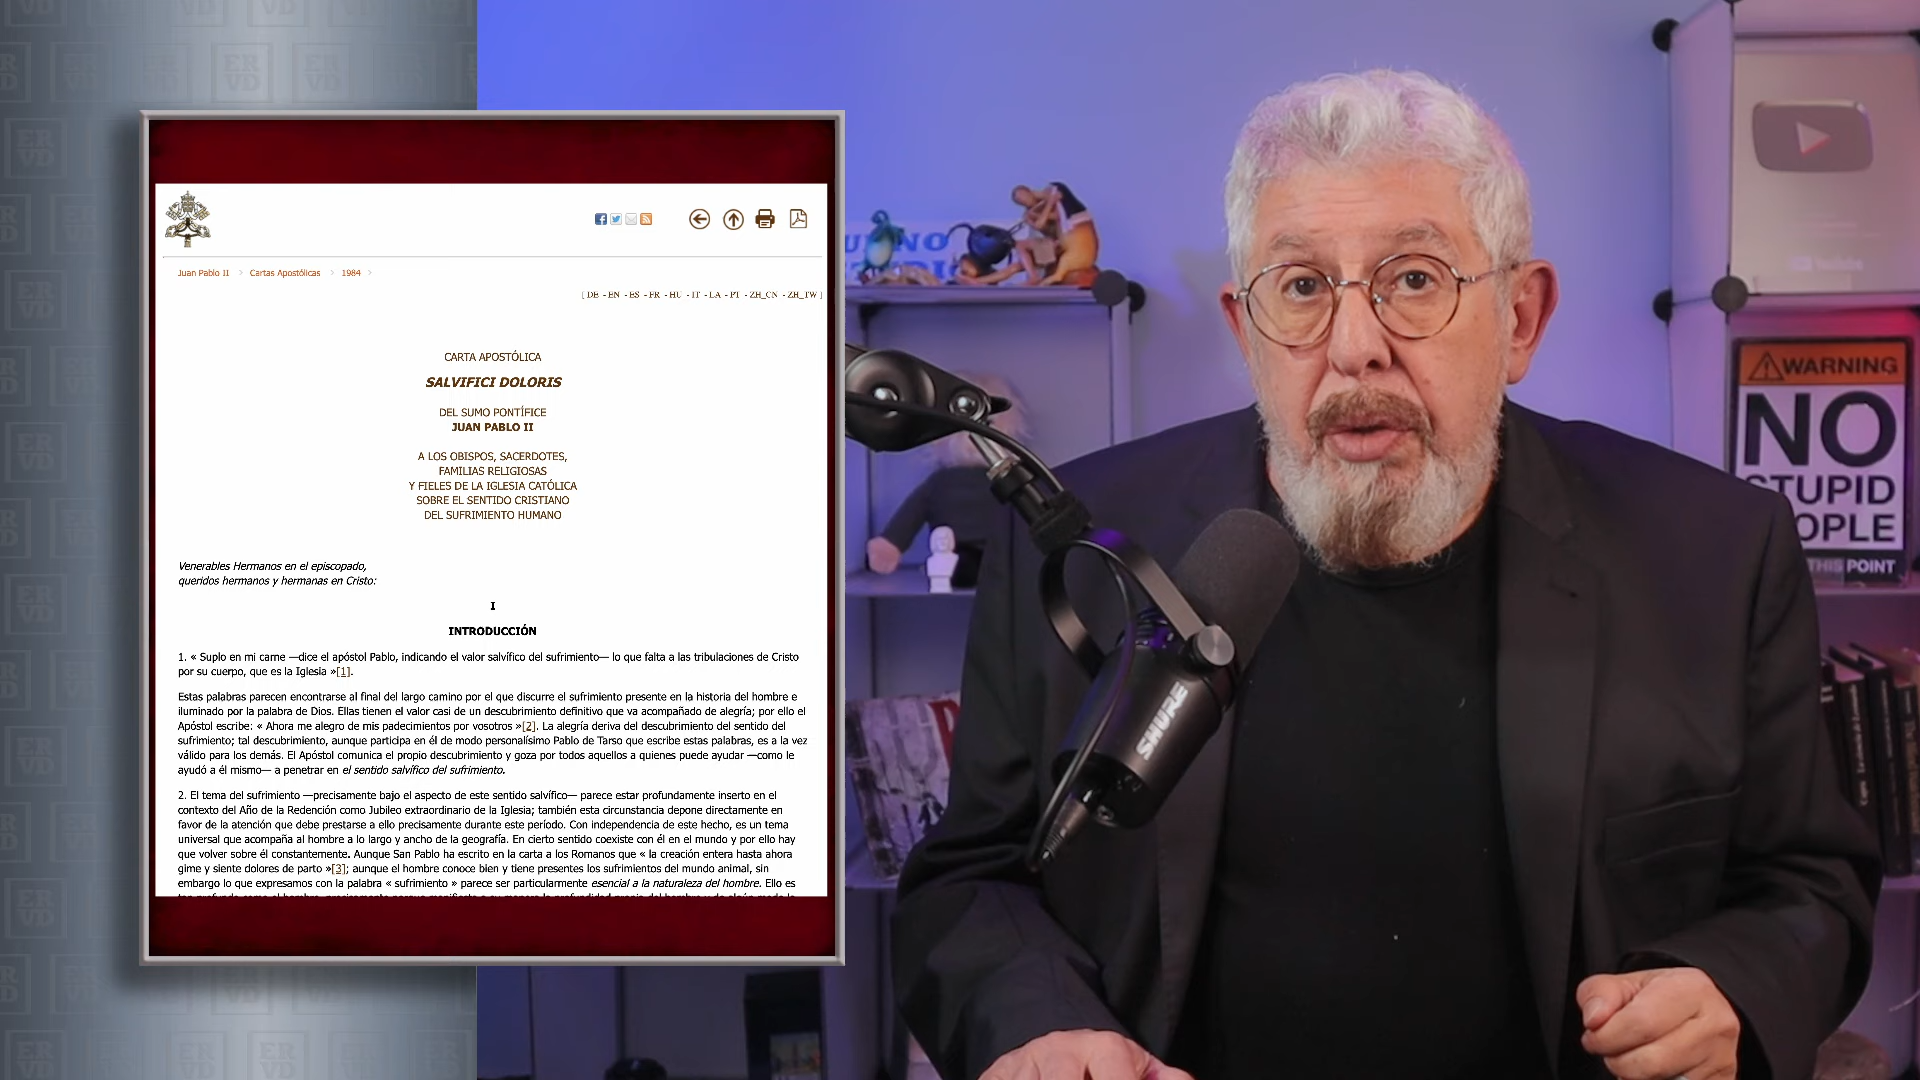 ER
VD
Juan Pablo II > Cartas Apostólicas > 1984 >
[ DE - EN - ES - FR - HU - IT - LA - PT - ZH_CN - ZH_TW ]
CARTA APOSTÓLICA
SALVIFICI DOLORIS
DEL SUMO PONTÍFICE
JUAN PABLO II
A LOS OBISPOS, SACERDOTES,
FAMILIAS RELIGIOSAS
Y FIELES DE LA IGLESIA CATÓLICA
SOBRE EL SENTIDO CRISTIANO
DEL SUFRIMIENTO HUMANO
Venerables Hermanos en el episcopado,
queridos hermanos y hermanas en Cristo:
I
INTRODUCCIÓN
1. « Suplo en mi carne —dice el apóstol Pablo, indicando el valor salvífico del sufrimiento— lo que falta a las tribulaciones de Cristo
por su cuerpo, que es la Iglesia »[1].
Estas palabras parecen encontrarse al final del largo camino por el que discurre el sufrimiento presente en la historia del hombre e
iluminado por la palabra de Dios. Ellas tienen el valor casi de un descubrimiento definitivo que va acompañado de alegría; por ello el
Apóstol escribe: « Ahora me alegro de mis padecimientos por vosotros »[2]. La alegría deriva del descubrimiento del sentido del
sufrimiento; tal descubrimiento, aunque participa en él de modo personalísimo Pablo de Tarso que escribe estas palabras, es a la vez
válido para los demás. El Apóstol comunica el propio descubrimiento y goza por todos aquellos a quienes puede ayudar —como le
ayudó a él mismo— a penetrar en el sentido salvífico del sufrimiento.
2. El tema del sufrimiento —precisamente bajo el aspecto de este sentido salvífico— parece estar profundamente inserto en el
contexto del Año de la Redención como Jubileo extraordinario de la Iglesia; también esta circunstancia depone directamente en
favor de la atención que debe prestarse a ello precisamente durante este período. Con independencia de este hecho, es un tema
universal que acompaña al hombre a lo largo y ancho de la geografía. En cierto sentido coexiste con él en el mundo y por ello hay
que volver sobre él constantemente. Aunque San Pablo ha escrito en la carta a los Romanos que « la creación entera hasta ahora
gime y siente dolores de parto »[3]; aunque el hombre conoce bien y tiene presentes los sufrimientos del mundo animal, sin
embargo lo que expresamos con la palabra « sufrimiento » parece ser particularmente esencial a la naturaleza del hombre. Ello es
SHURE
WARNING
NO
STUPID
PEOPLE
THIS POINT